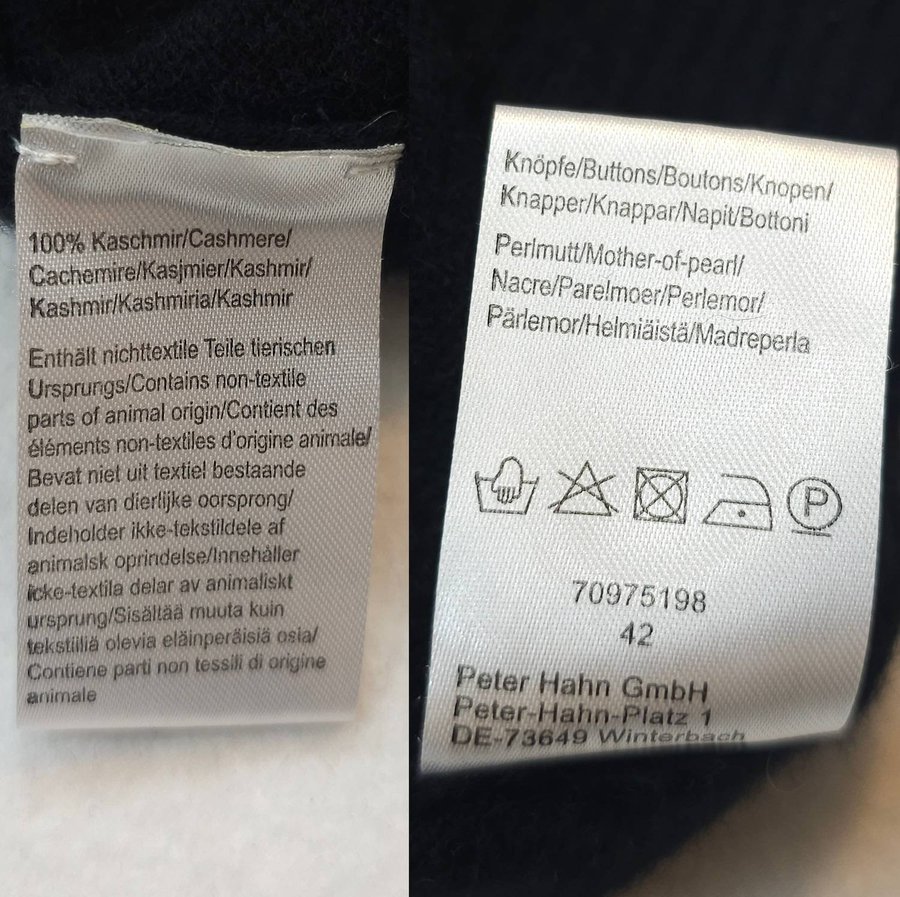 100% Kaschmir/Cashmere/
Cachemire/Kasjmier/Kashmir/
Kashmir/Kashmiria/Kashmir
Enthält nichttextile Teile tierischen
Ursprungs/Contains non-textile
parts of animal origin/Contient des
éléments non-textiles d'origine animale/
Bevat niet uit textiel bestaande
delen van dierlijke oorsprong/
Indeholder ikke-tekstildele af
animalsk oprindelse/Innehåller
icke-textila delar av animaliskt
ursprung/Sisältää muuta kuin
tekstiiliä olevia eläinperäisiä osia/
Contiene parti non tessili di origine
animale
Knöpfe/Buttons/Boutons/Knopen/
Knapper/Knappar/Napit/Bottoni
Perlmutt/Mother-of-pearl/
Nacre/Parelmoer/Perlemor/
Pärlemor/Helmiäistä/Madreperla
P
70975198
42
Peter Hahn GmbH
Peter-Hahn-Platz 1
DE-73649 Winterbach